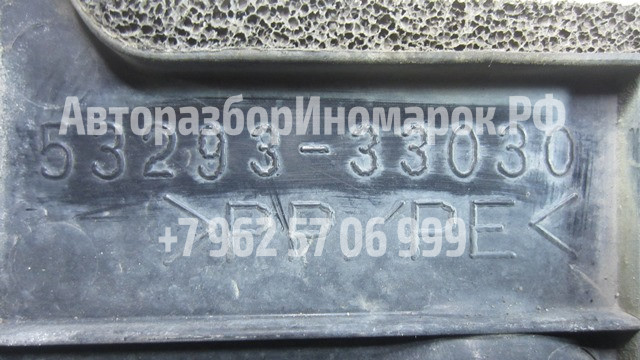 АвторазборИномарок.РФ
53293-33030
>PP/PE<
+7 962 57 06 999